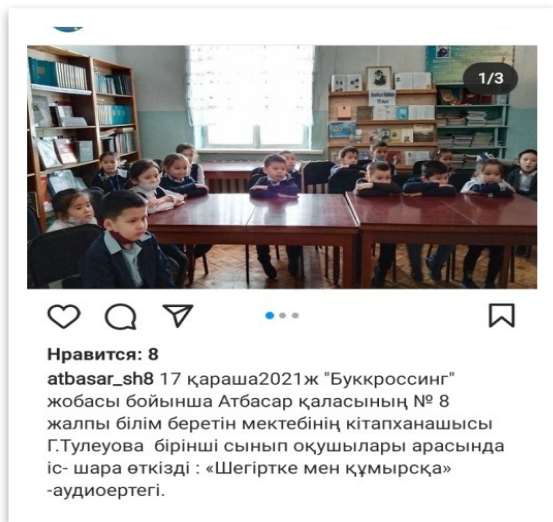 1/3
Нравится: 8
atbasar_sh8 17 қараша2021ж "Буккроссинг"
жобасы бойынша Атбасар қаласының № 8
жалпы білім беретін мектебінің кітапханашысы
Г.Тулеуова бірінші сынып оқушылары арасында
іс- шара өткізді : «Шегіртке мен құмырсқа»
-аудиоертегі.